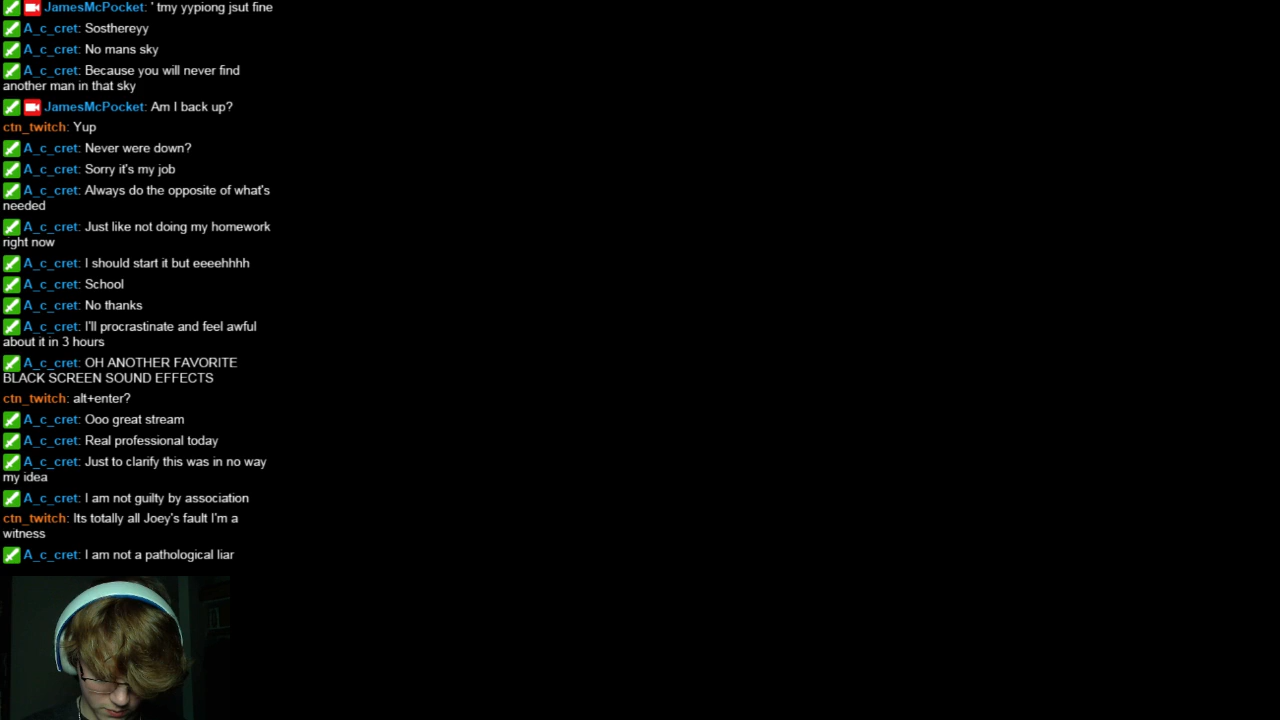 JamesMcPocket: ' tmy yypiong jsut fine
A_c_cret: Sosthereyy
A_c_cret: No mans sky
A_c_cret: Because you will never find
another man in that sky
JamesMcPocket: Am I back up?
ctn_twitch: Yup
A_c_cret: Never were down?
A_c_cret: Sorry it's my job
A_c_cret: Always do the opposite of what's
needed
A_c_cret: Just like not doing my homework
right now
A_c_cret: I should start it but eeeehhhh
A_c_cret: School
A_c_cret: No thanks
A_c_cret: I'll procrastinate and feel awful
about it in 3 hours
A_c_cret: OH ANOTHER FAVORITE
BLACK SCREEN SOUND EFFECTS
ctn_twitch: alt+enter?
A_c_cret: Ooo great stream
A_c_cret: Real professional today
A_c_cret: Just to clarify this was in no way
my idea
A_c_cret: I am not guilty by association
ctn_twitch: Its totally all Joey's fault I'm a
witness
A_c_cret: I am not a pathological liar